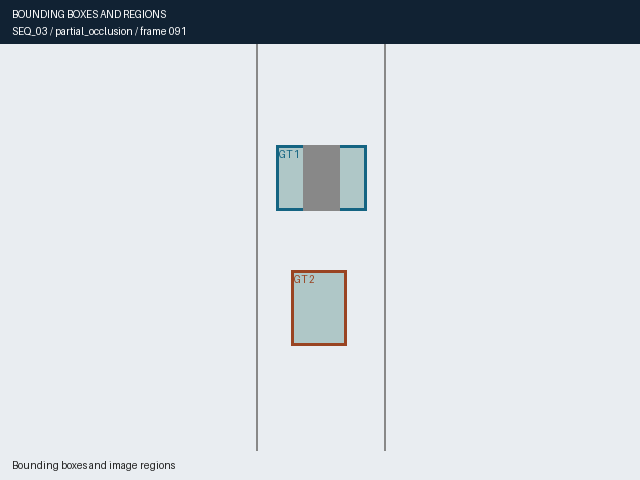 BOUNDING BOXES AND REGIONS
SEQ_03 / partial_occlusion / frame 091
GT1
GT2
Bounding boxes and image regions